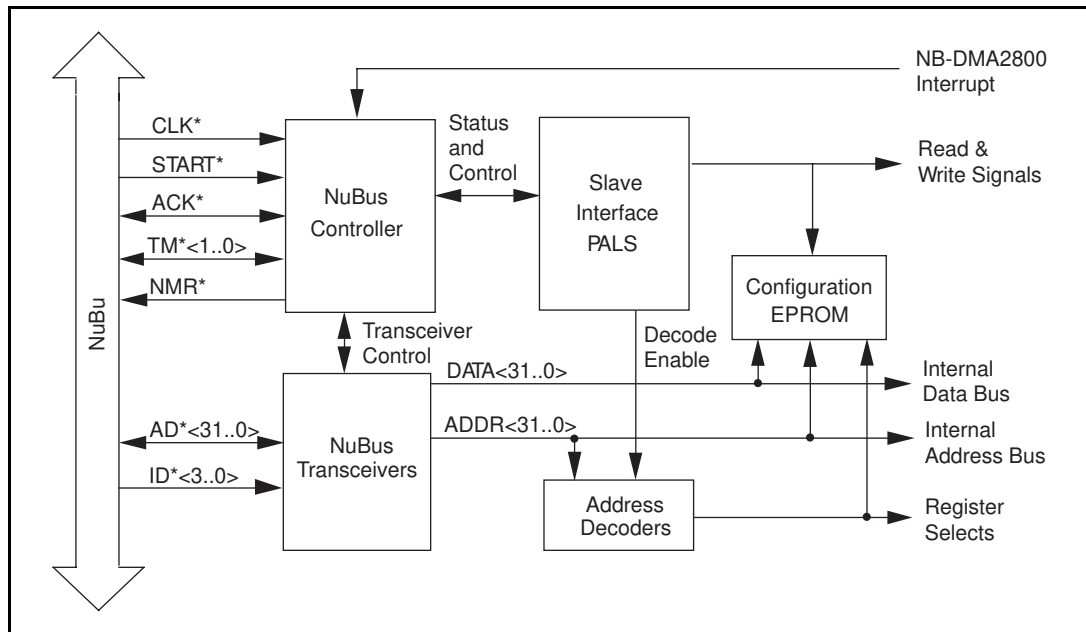 NB-DMA2800
Interrupt
CLK*
START*
ACK*
TM*<1..0>
NMR*
NuBus
Controller
Status
and
Control
Slave
Interface
PALS
Read &
Write Signals
Configuration
EPROM
NuBu
Transceiver
Control
Decode
Enable
DATA<31..0>
Internal
Data Bus
AD*<31..0>
ID*<3..0>
NuBus
Transceivers
ADDR<31..0>
Internal
Address Bus
Address
Decoders
Register
Selects